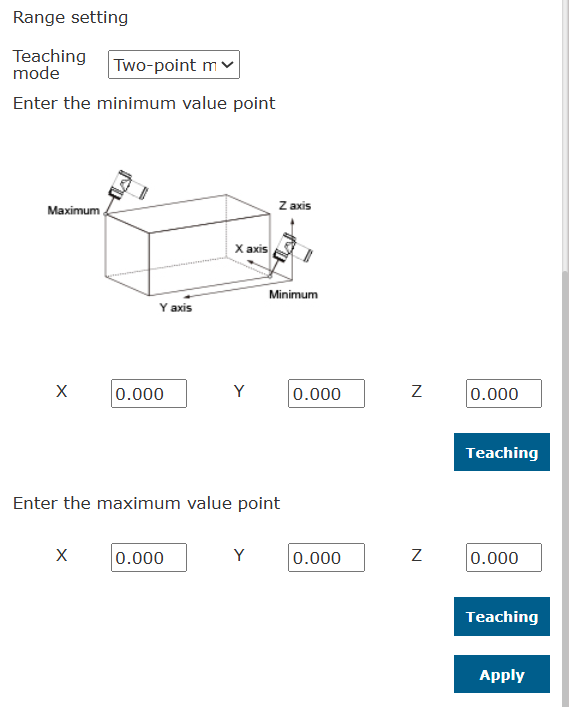 Range setting
Teaching
mode
Two-point m
Enter the minimum value point
Maximum
Z axis
X axis
Minimum
Y axis
X 0.000 Y 0.000 Z 0.000
Teaching
Enter the maximum value point
X 0.000 Y 0.000 Z 0.000
Teaching
Apply